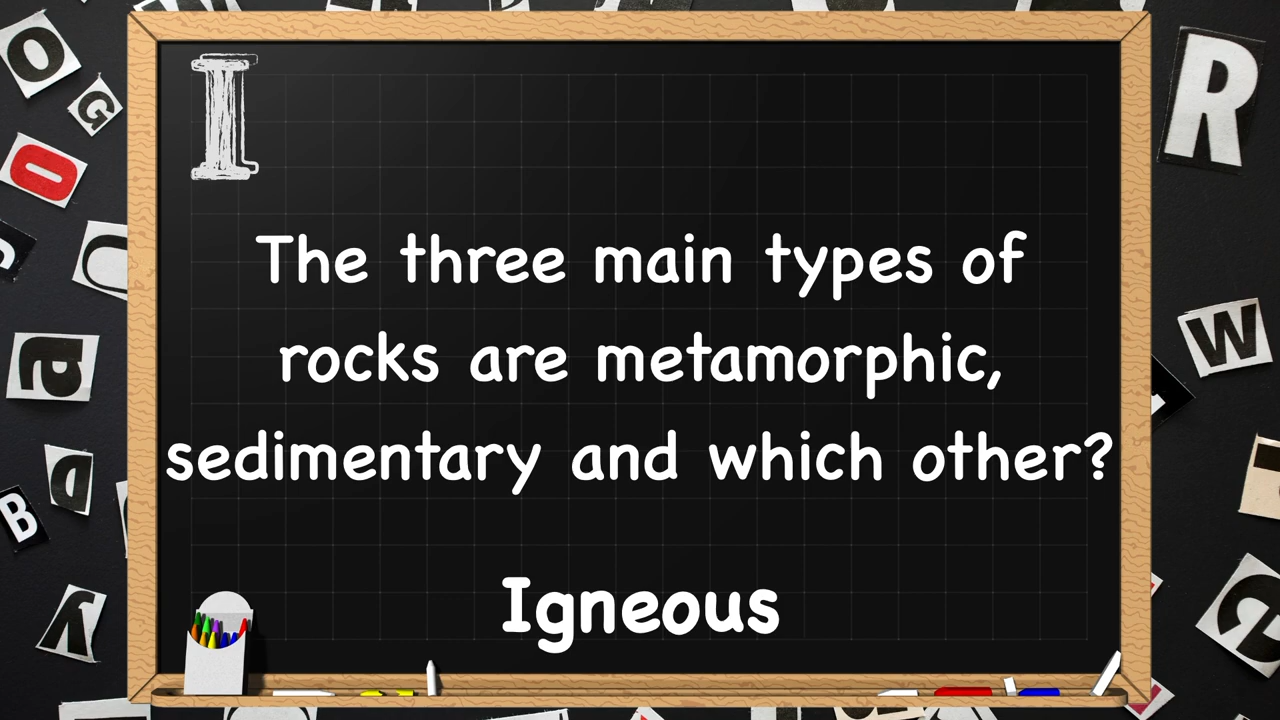 I
The three main types of
rocks are metamorphic,
sedimentary and which other?
Igneous
O
G
O
a
D
B
y
R
W